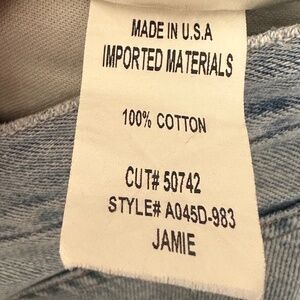 MADE IN U.S.A
IMPORTED MATERIALS
100% COTTON
CUT# 50742
STYLE# A045D-983
JAMIE